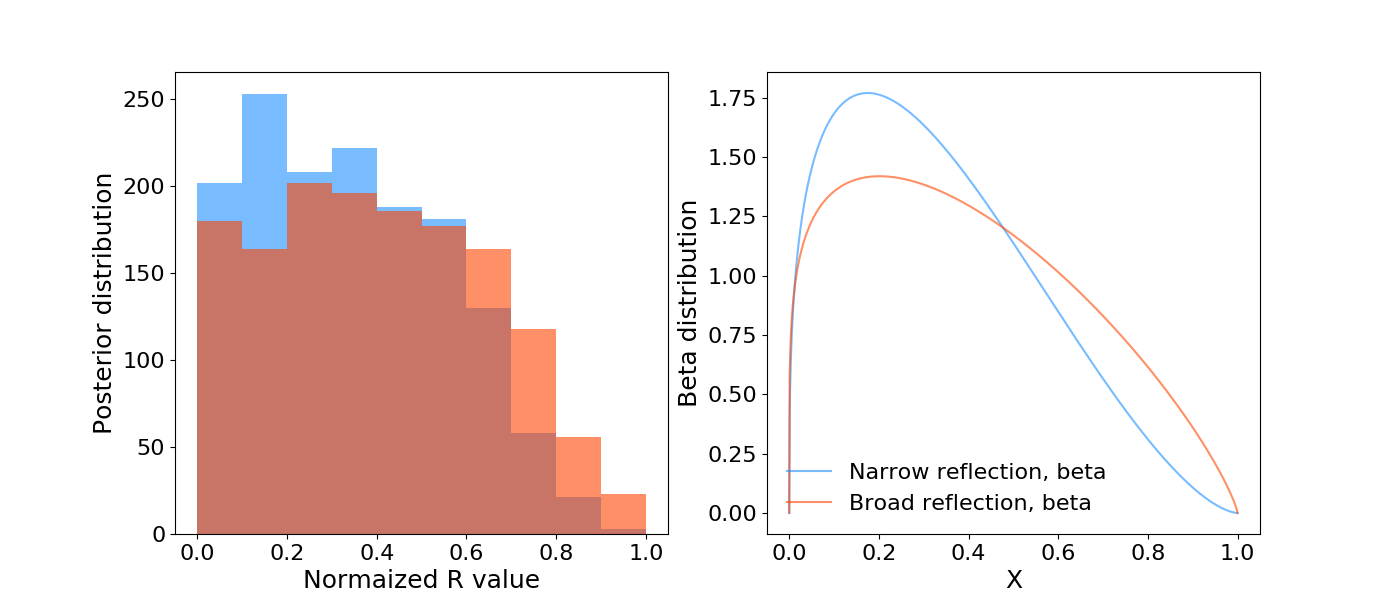 Posterior distribution
250
200
150
100
50
0
0.0 0.2 0.4 0.6 0.8 1.0
Normaized R value
Beta distribution
1.75
1.50
1.25
1.00
0.75
0.50
0.25
0.00
Narrow reflection, beta
Broad reflection, beta
0.0 0.2 0.4 0.6 0.8 1.0
X